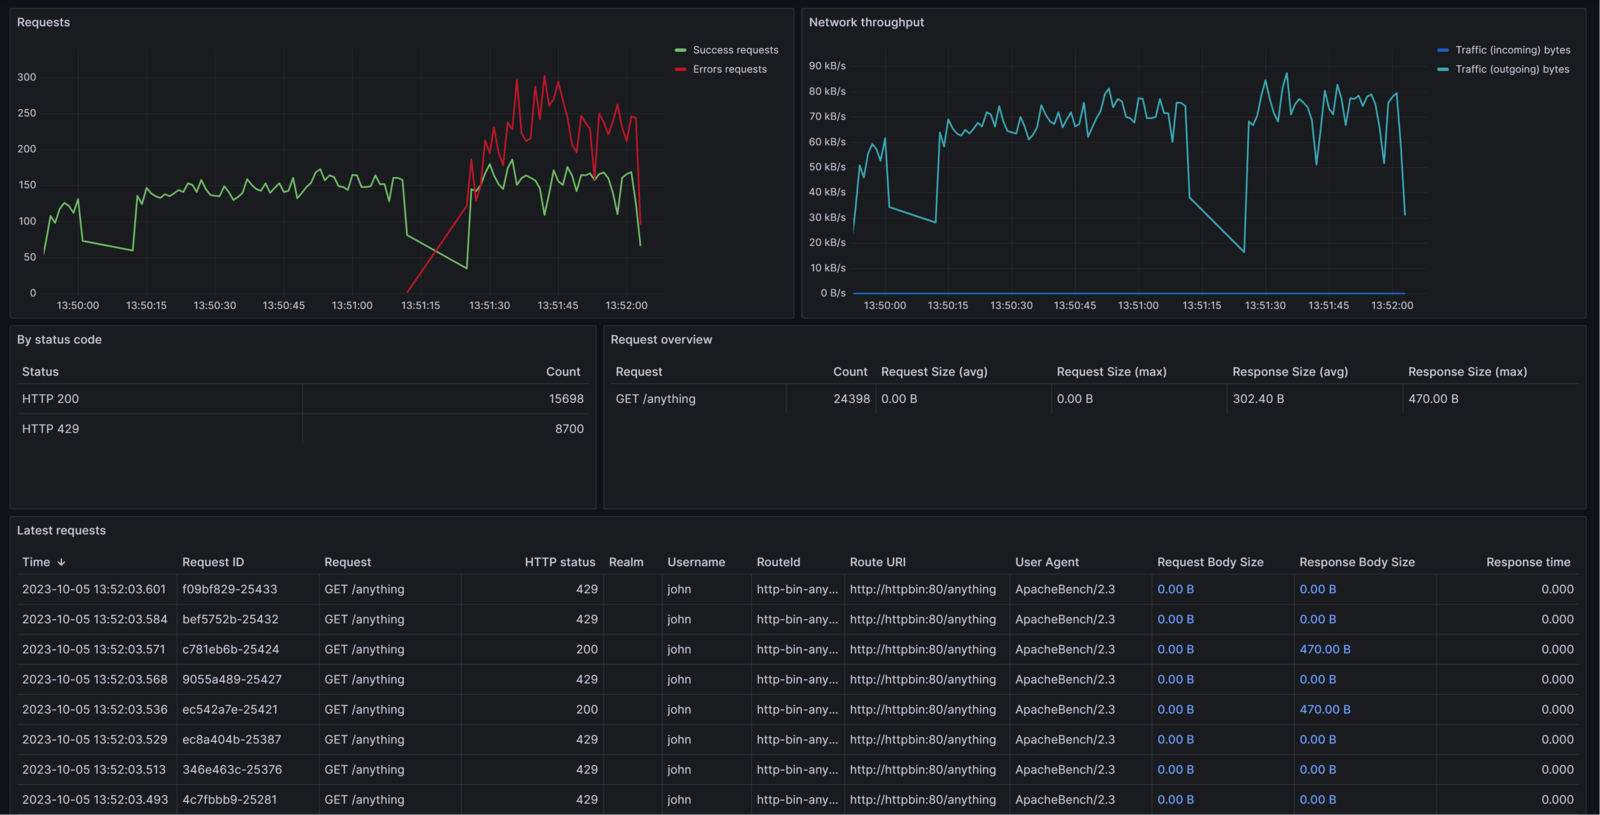 Requests
Success requests
Errors requests
300
250
200
150
100
50
0
13:50:00 13:50:15 13:50:30 13:50:45 13:51:00 13:51:15 13:51:30 13:51:45 13:52:00
Network throughput
Traffic (incoming) bytes
Traffic (outgoing) bytes
90 kB/s
80 kB/s
70 kB/s
60 kB/s
50 kB/s
40 kB/s
30 kB/s
20 kB/s
10 kB/s
0 B/s
13:50:00 13:50:15 13:50:30 13:50:45 13:51:00 13:51:15 13:51:30 13:51:45 13:52:00
By status code
Status Count
HTTP 200 15698
HTTP 429 8700
Request overview
Request Count Request Size (avg) Request Size (max) Response Size (avg) Response Size (max)
GET /anything 24398 0.00 B 0.00 B 302.40 B 470.00 B
Latest requests
Time ↓ Request ID Request HTTP status Realm Username RouteId Route URI User Agent Request Body Size Response Body Size Response time
2023-10-05 13:52:03.601 f09bf829-25433 GET /anything 429 john http-bin-any... http://httpbin:80/anything ApacheBench/2.3 0.00 B 0.00 B 0.000
2023-10-05 13:52:03.584 bef5752b-25432 GET /anything 429 john http-bin-any... http://httpbin:80/anything ApacheBench/2.3 0.00 B 0.00 B 0.000
2023-10-05 13:52:03.571 c781eb6b-25424 GET /anything 200 john http-bin-any... http://httpbin:80/anything ApacheBench/2.3 0.00 B 470.00 B 0.000
2023-10-05 13:52:03.568 9055a489-25427 GET /anything 429 john http-bin-any... http://httpbin:80/anything ApacheBench/2.3 0.00 B 0.00 B 0.000
2023-10-05 13:52:03.536 ec542a7e-25421 GET /anything 200 john http-bin-any... http://httpbin:80/anything ApacheBench/2.3 0.00 B 470.00 B 0.000
2023-10-05 13:52:03.529 ec8a404b-25387 GET /anything 429 john http-bin-any... http://httpbin:80/anything ApacheBench/2.3 0.00 B 0.00 B 0.000
2023-10-05 13:52:03.513 346e463c-25376 GET /anything 429 john http-bin-any... http://httpbin:80/anything ApacheBench/2.3 0.00 B 0.00 B 0.000
2023-10-05 13:52:03.493 4c7fbbb9-25281 GET /anything 429 john http-bin-any... http://httpbin:80/anything ApacheBench/2.3 0.00 B 0.00 B 0.000